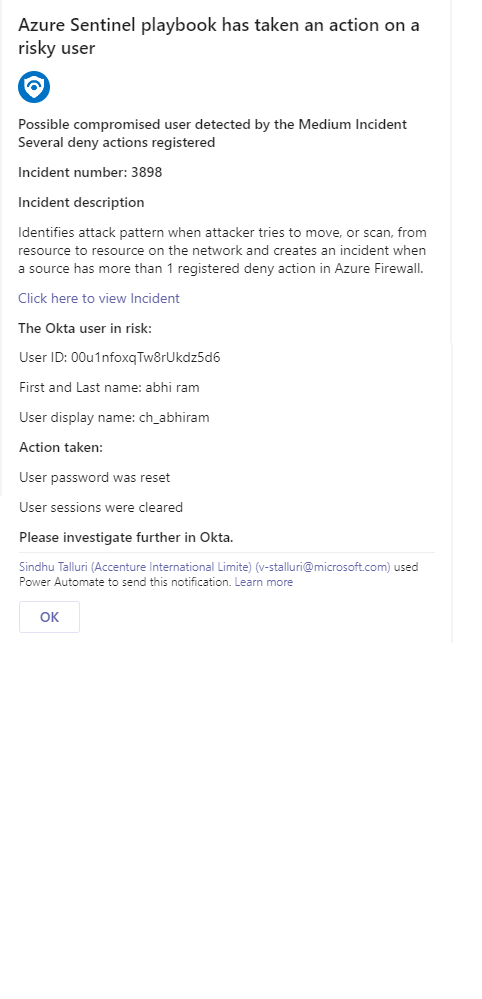 Azure Sentinel playbook has taken an action on a
risky user
Possible compromised user detected by the Medium Incident
Several deny actions registered
Incident number: 3898
Incident description
Identifies attack pattern when attacker tries to move, or scan, from
resource to resource on the network and creates an incident when
a source has more than 1 registered deny action in Azure Firewall.
Click here to view Incident
The Okta user in risk:
User ID: 00u1nfoxqTw8rUkdz5d6
First and Last name: abhi ram
User display name: ch_abhiram
Action taken:
User password was reset
User sessions were cleared
Please investigate further in Okta.
Sindhu Talluri (Accenture International Limite) (v-stalluri@microsoft.com) used
Power Automate to send this notification. Learn more
OK